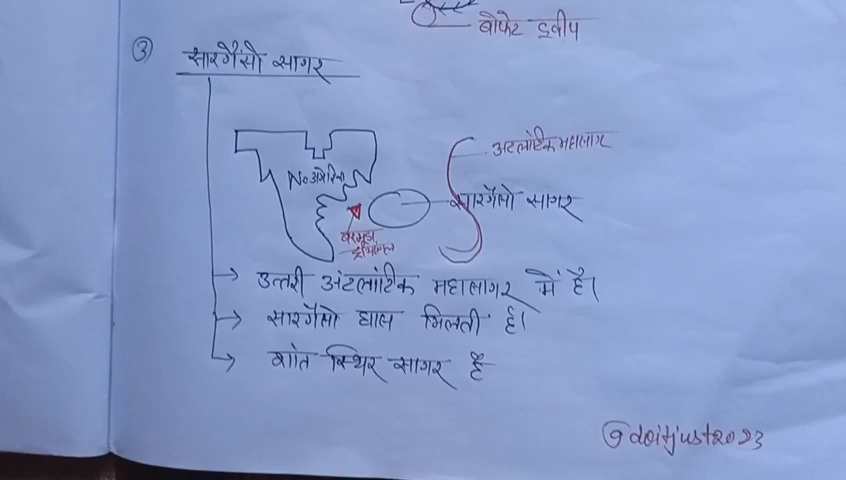 बौफेट द्वीप
③ सारगैसो सागर
अटलांटिक महासागर
No अमेरिका
सारगैसो सागर
बरमूडा
ट्रैंगल
→ उत्तरी अंटलांटिक महासागर में है।
→ सारगैसो घास मिलती है।
→ शांत स्थिर सागर है
@doitjust2023